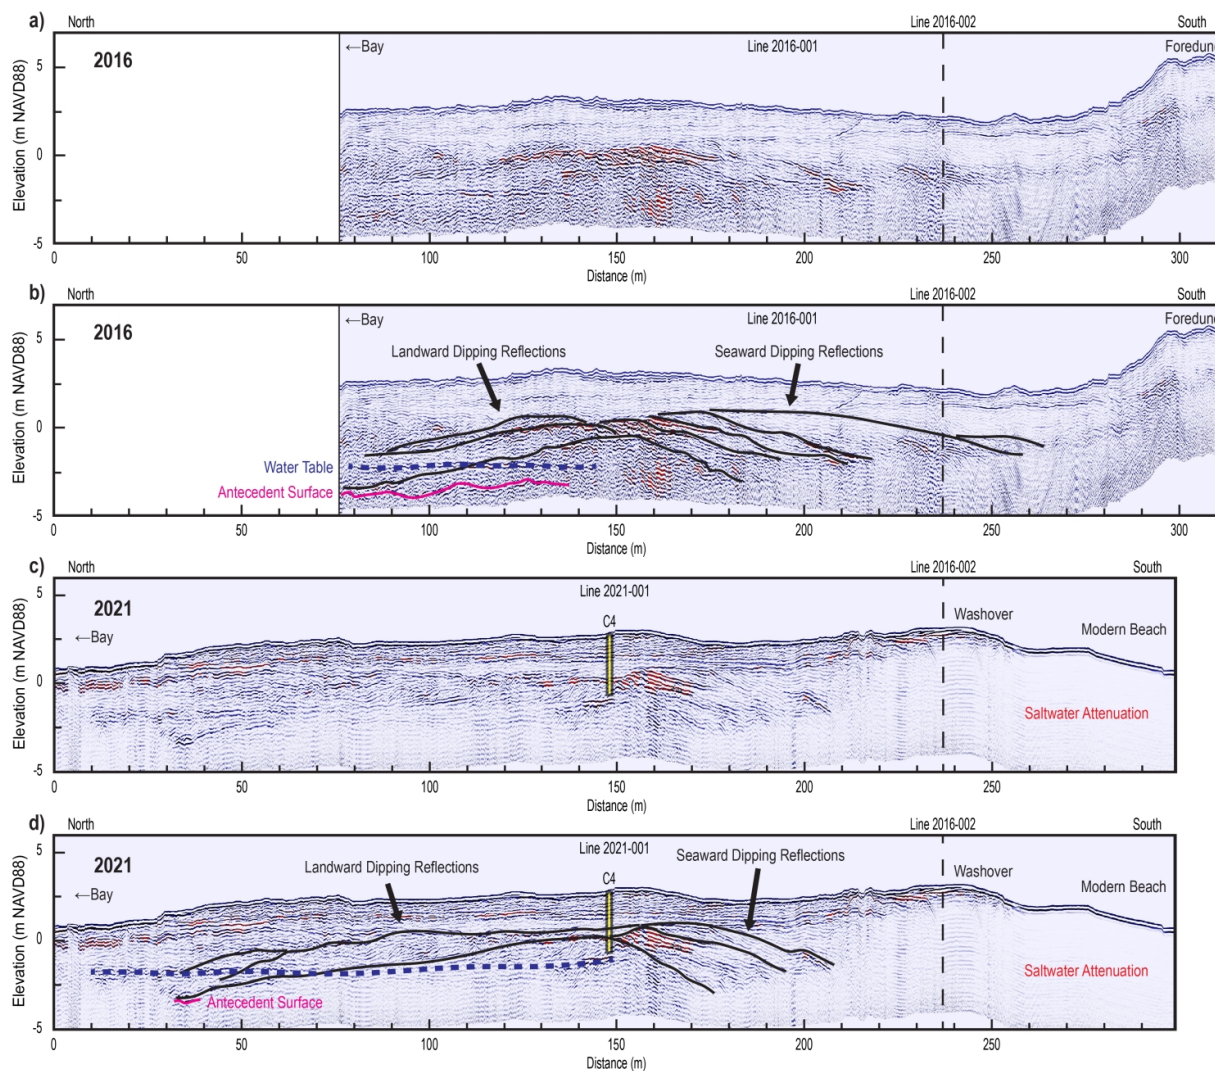 a)
North
Line 2016-002
South
2016
←Bay
Line 2016-001
Foredune
Elevation (m NAVD88)
5
0
-5
0 50 100 150 200 250 300
Distance (m)
b)
North
Line 2016-002
South
2016
←Bay
Line 2016-001
Foredune
Landward Dipping Reflections
Seaward Dipping Reflections
Elevation (m NAVD88)
5
0
Water Table
Antecedent Surface
-5
0 50 100 150 200 250 300
Distance (m)
c)
North
Line 2016-002
South
2021
Line 2021-001
←Bay
C4
Washover
Modern Beach
Elevation (m NAVD88)
5
0
Saltwater Attenuation
-5
0 50 100 150 200 250
Distance (m)
d)
North
Line 2016-002
South
2021
Line 2021-001
Landward Dipping Reflections
Seaward Dipping Reflections
←Bay
C4
Washover
Modern Beach
Elevation (m NAVD88)
5
0
Saltwater Attenuation
Antecedent Surface
-5
0 50 100 150 200 250
Distance (m)